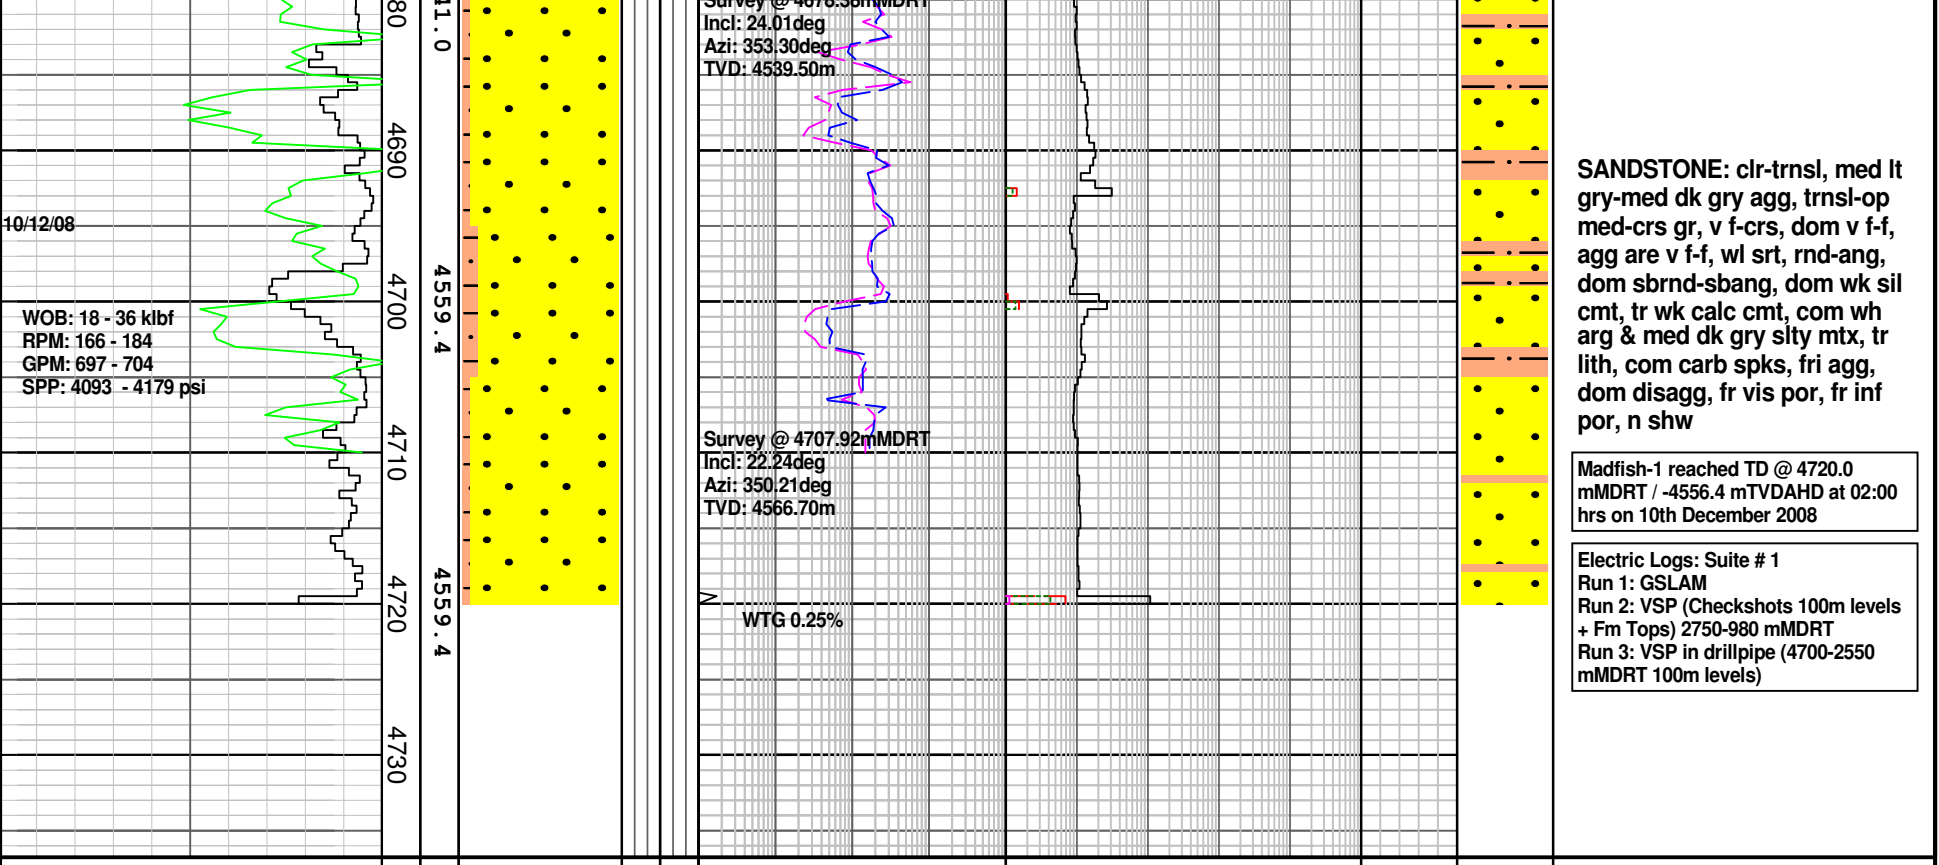 80
4690
4700
4710
4720
4730
10/12/08
WOB: 18 - 36 klbf
RPM: 166 - 184
GPM: 697 - 704
SPP: 4093 - 4179 psi
41.0
4559.4
4559.4
Survey @ 4678.38mMDRT
Incl: 24.01deg
Azi: 353.30deg
TVD: 4539.50m
Survey @ 4707.92mMDRT
Incl: 22.24deg
Azi: 350.21deg
TVD: 4566.70m
WTG 0.25%
SANDSTONE: clr-trnsl, med lt
gry-med dk gry agg, trnsl-op
med-crs gr, v f-crs, dom v f-f,
agg are v f-f, wl srt, rnd-ang,
dom sbrnd-sbang, dom wk sil
cmt, tr wk calc cmt, com wh
arg & med dk gry slty mtx, tr
lith, com carb spks, fri agg,
dom disagg, fr vis por, fr inf
por, n shw
Madfish-1 reached TD @ 4720.0
mMDRT / -4556.4 mTVDAHD at 02:00
hrs on 10th December 2008
Electric Logs: Suite # 1
Run 1: GSLAM
Run 2: VSP (Checkshots 100m levels
+ Fm Tops) 2750-980 mMDRT
Run 3: VSP in drillpipe (4700-2550
mMDRT 100m levels)